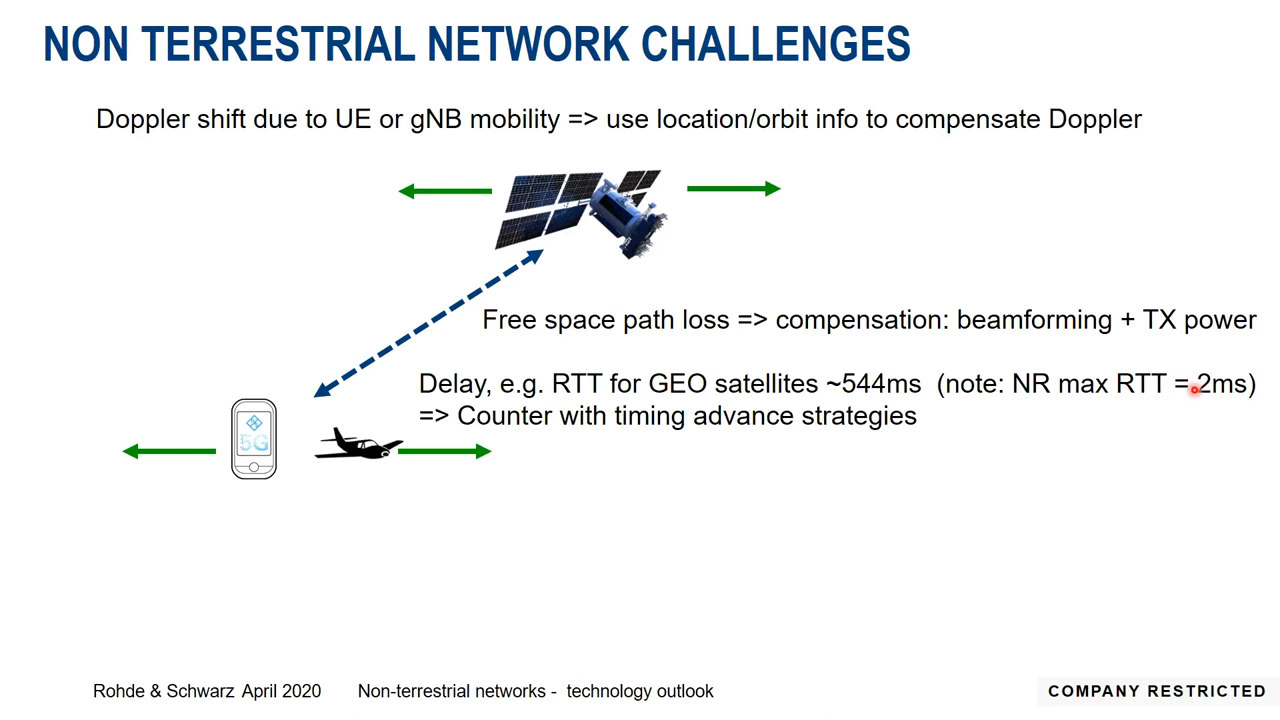 NON TERRESTRIAL NETWORK CHALLENGES
Doppler shift due to UE or gNB mobility => use location/orbit info to compensate Doppler
Free space path loss => compensation: beamforming + TX power
Delay, e.g. RTT for GEO satellites ~544ms (note: NR max RTT = 2ms)
=> Counter with timing advance strategies
5G
Rohde & Schwarz April 2020 Non-terrestrial networks - technology outlook
COMPANY RESTRICTED